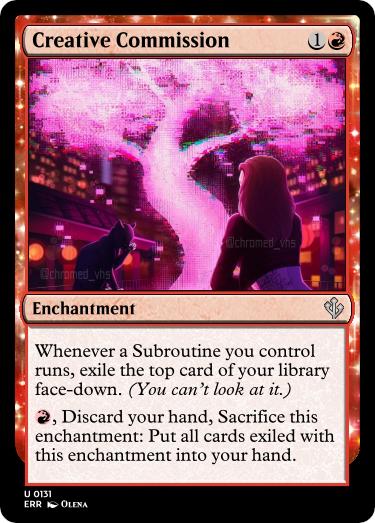 Creative Commission 1
@chromed_vhs
@chromed_vhs
Enchantment
Whenever a Subroutine you control
runs, exile the top card of your library
face-down. (You can't look at it.)
, Discard your hand, Sacrifice this
enchantment: Put all cards exiled with
this enchantment into your hand.
U 0131
ERR Olena